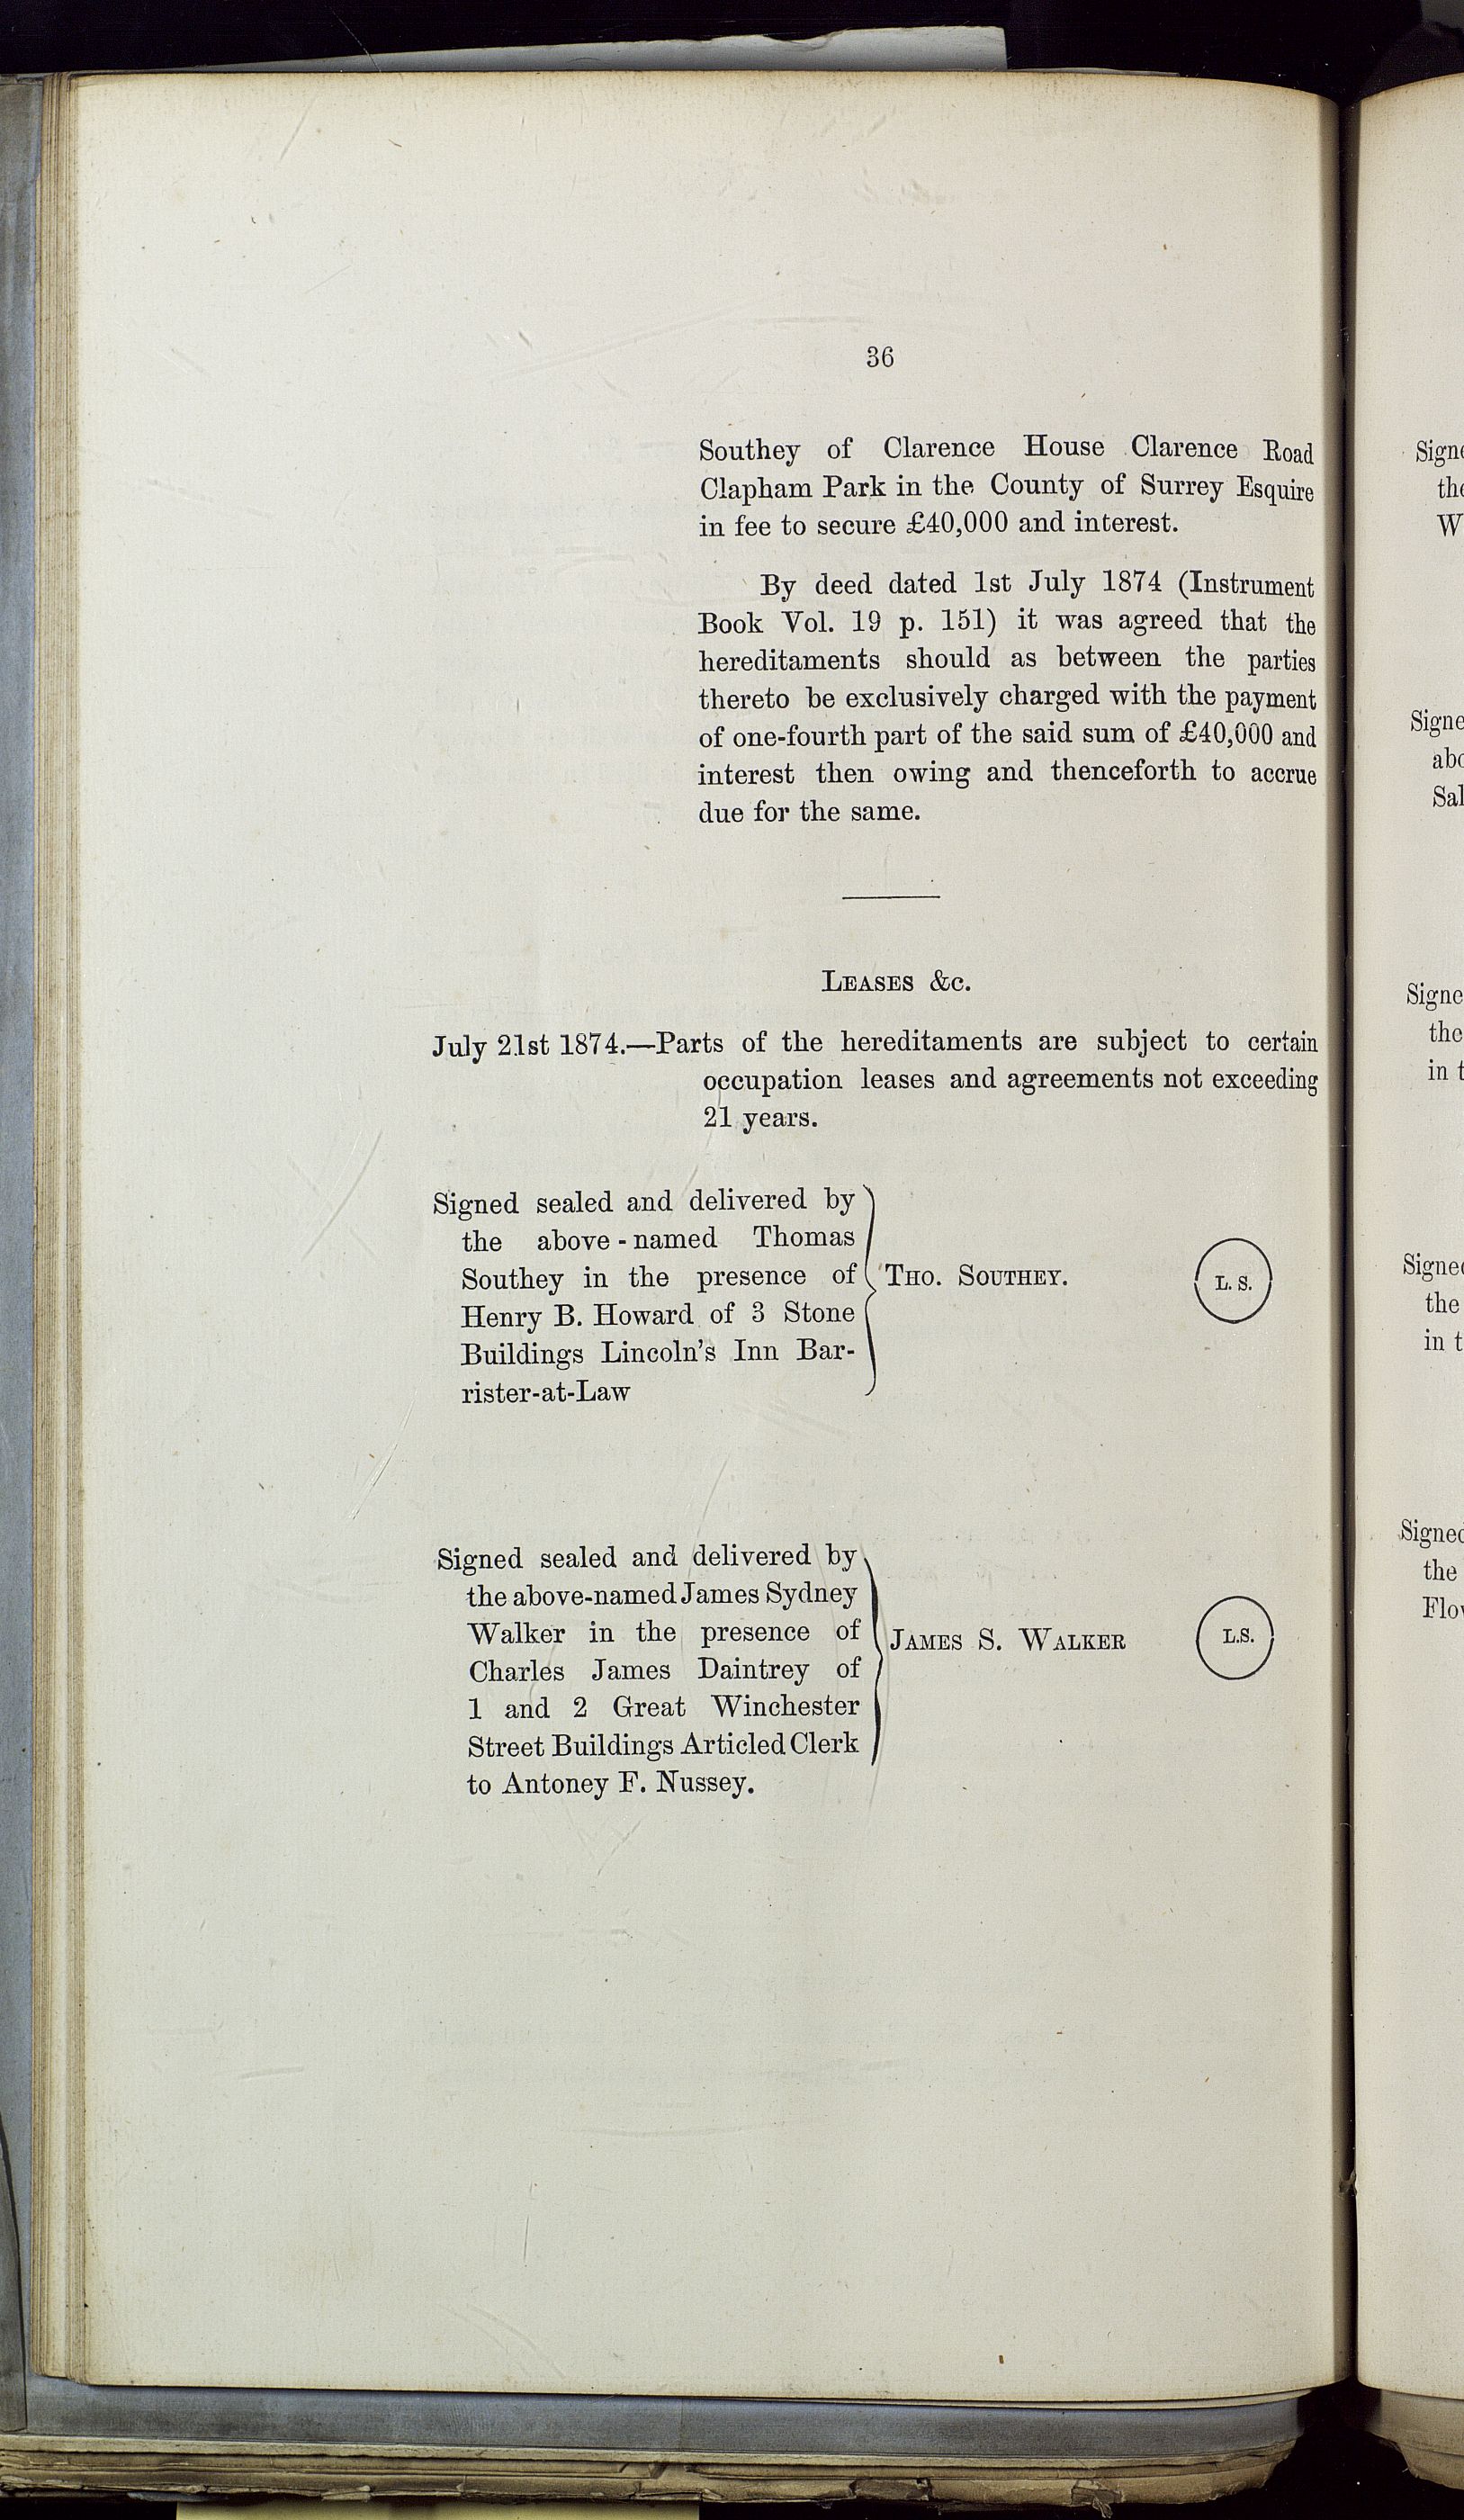 36
Southey of Clarence House Clarence Road
Clapham Park in the County of Surrey Esquire
in fee to secure £40,000 and interest.
By deed dated 1st July 1874 (Instrument
Book Vol. 19 p. 151) it was agreed that the
hereditaments should as between the parties
thereto be exclusively charged with the payment
of one-fourth part of the said sum of £40,000 and
interest then owing and thenceforth to accrue
due for the same.
LEASES &c.
July 21st 1874.—Parts of the hereditaments are subject to certain
occupation leases and agreements not exceeding
21 years.
Signed sealed and delivered by
the above-named Thomas
Southey in the presence of
Henry B. Howard of 3 Stone
Buildings Lincoln's Inn Bar-
rister-at-Law
THO. SOUTHEY.
L. S.
Signed sealed and delivered by
the above-named James Sydney
Walker in the presence of
Charles James Daintrey of
1 and 2 Great Winchester
Street Buildings Articled Clerk
to Antoney F. Nussey.
JAMES S. WALKER
L.S.
the
W
Sal
the
in t
the
in t
the